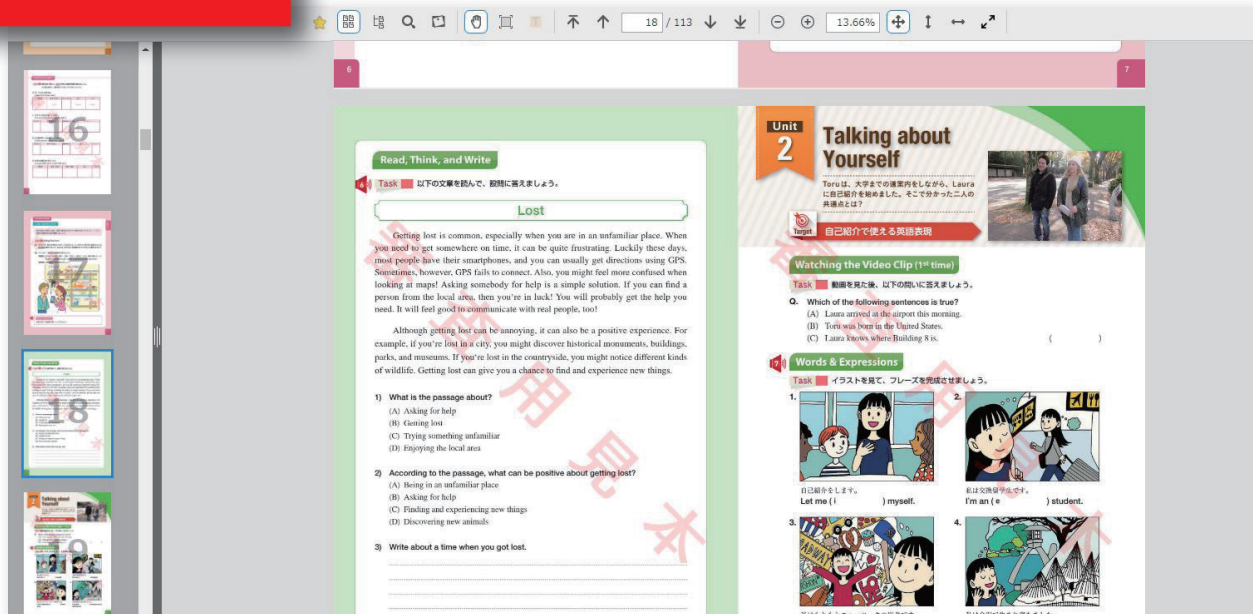 18 / 113
13.66%
16
17
18
19
6
7
Read, Think, and Write
6
Task 以下の文章を読んで、設問に答えましょう。
Lost
Getting lost is common, especially when you are in an unfamiliar place. When
you need to get somewhere on time, it can be quite frustrating. Luckily these days,
most people have their smartphones, and you can usually get directions using GPS.
Sometimes, however, GPS fails to connect. Also, you might feel more confused when
looking at maps! Asking somebody for help is a simple solution. If you can find a
person from the local area, then you're in luck! You will probably get the help you
need. It will feel good to communicate with real people, too!
Although getting lost can be annoying, it can also be a positive experience. For
example, if you're lost in a city, you might discover historical monuments, buildings,
parks, and museums. If you're lost in the countryside, you might notice different kinds
of wildlife. Getting lost can give you a chance to find and experience new things.
1) What is the passage about?
(A) Asking for help
(B) Getting lost
(C) Trying something unfamiliar
(D) Enjoying the local area
2) According to the passage, what can be positive about getting lost?
(A) Being in an unfamiliar place
(B) Asking for help
(C) Finding and experiencing new things
(D) Discovering new animals
3) Write about a time when you got lost.
審査用見本
Unit
2
Talking about
Yourself
Toruは、大学までの道案内をしながら、Laura
に自己紹介を始めました。そこで分かった二人の
共通点とは？
Target 自己紹介で使える英語表現
Watching the Video Clip (1st time)
Task 動画を見た後、以下の問いに答えましょう。
Q. Which of the following sentences is true?
(A) Laura arrived at the airport this morning.
(B) Toru was born in the United States.
(C) Laura knows where Building 8 is. ( )
7
Words & Expressions
Task イラストを見て、フレーズを完成させましょう。
1.
自己紹介をします。
Let me ( i ) myself.
2.
私は交換留学生です。
I'm an ( e ) student.
3.
4.
審査用見本